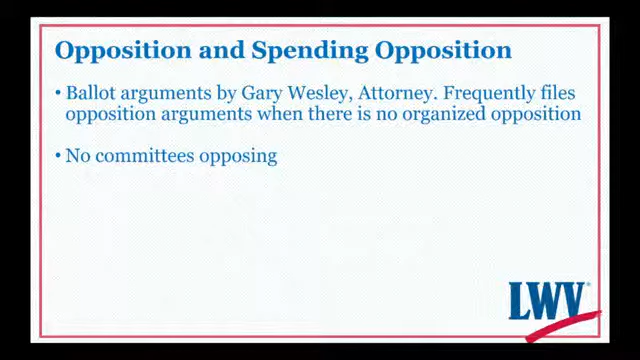 Opposition and Spending Opposition
• Ballot arguments by Gary Wesley, Attorney. Frequently files
opposition arguments when there is no organized opposition
• No committees opposing
LWV®